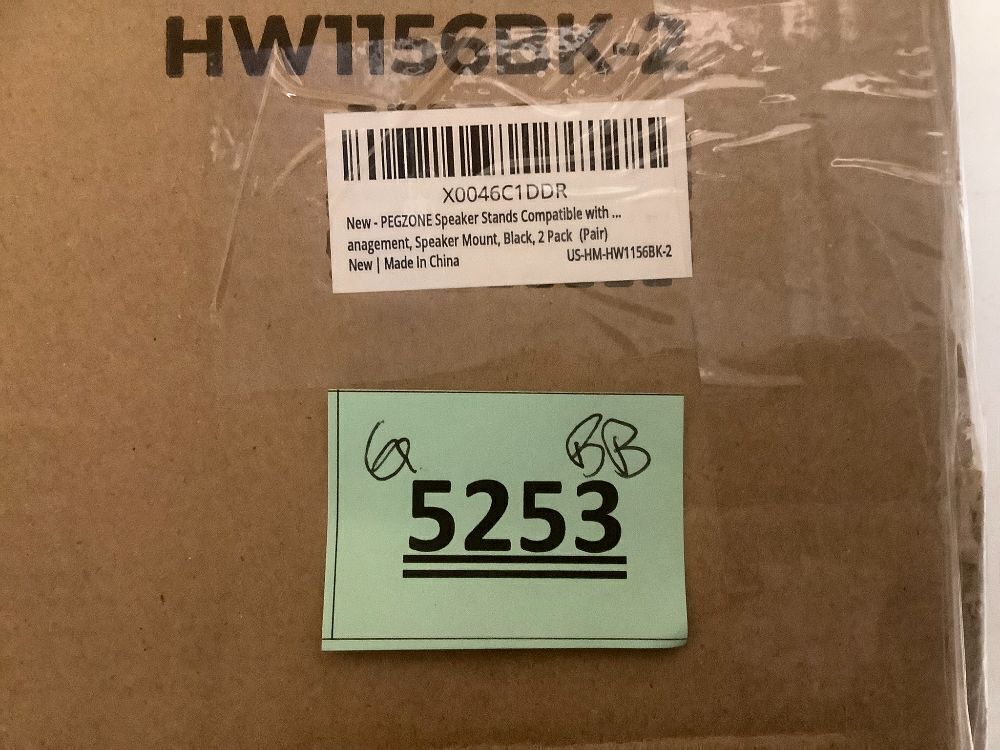 HW1156BK-2
X0046C1DDR
New - PEGZONE Speaker Stands Compatible with ...
anagement, Speaker Mount, Black, 2 Pack (Pair)
New | Made In China US-HM-HW1156BK-2
BB
5253